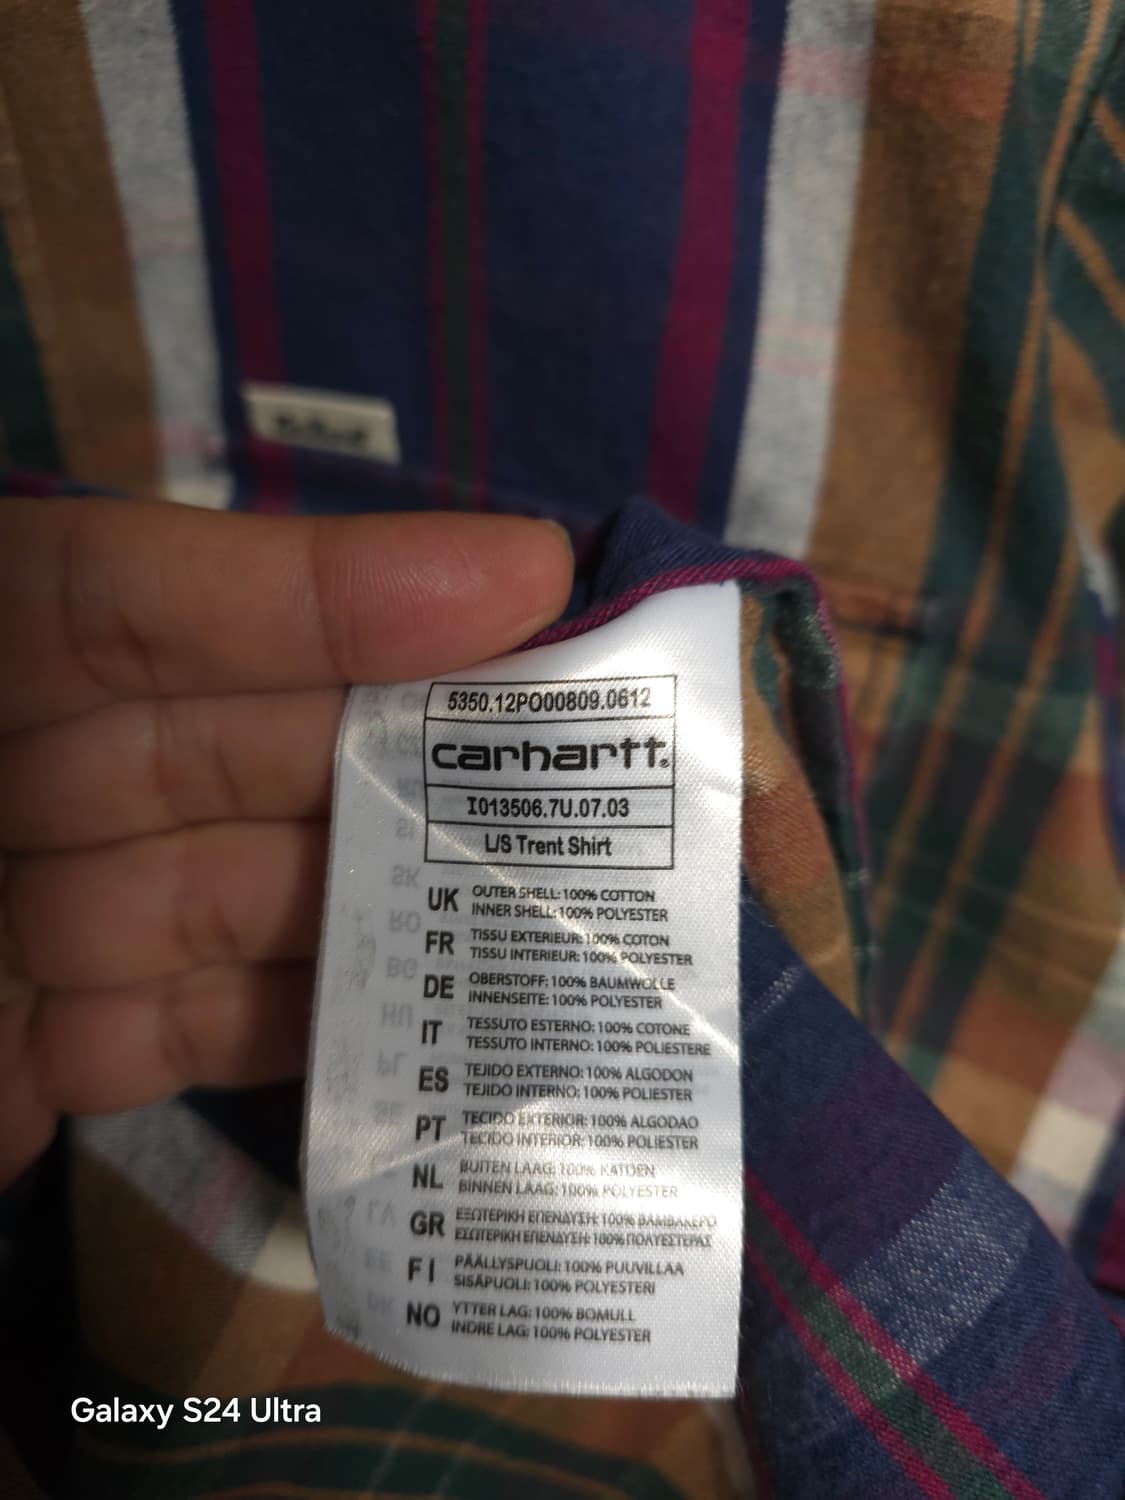 5350.12PO00809.0612
carhartt.
I013506.7U.07.03
L/S Trent Shirt
UK OUTER SHELL: 100% COTTON
INNER SHELL: 100% POLYESTER
FR TISSU EXTERIEUR: 100% COTON
TISSU INTERIEUR: 100% POLYESTER
DE OBERSTOFF: 100% BAUMWOLLE
INNENSEITE: 100% POLYESTER
IT TESSUTO ESTERNO: 100% COTONE
TESSUTO INTERNO: 100% POLIESTERE
ES TEJIDO EXTERNO: 100% ALGODON
TEJIDO INTERNO: 100% POLIESTER
PT TECIDO EXTERIOR: 100% ALGODAO
TECIDO INTERIOR: 100% POLIESTER
NL BUITEN LAAG: 100% KATOEN
BINNEN LAAG: 100% POLYESTER
GR ΕΞΩΤΕΡΙΚΗ ΕΠΕΝΔΥΣΗ: 100% ΒΑΜΒΑΚΕΡΟ
ΕΣΩΤΕΡΙΚΗ ΕΠΕΝΔΥΣΗ: 100% ΠΟΛΥΕΣΤΕΡΑΣ
FI PÄÄLLYSPUOLI: 100% PUUVILLAA
SISÄPUOLI: 100% POLYESTERI
NO YTTER LAG: 100% BOMULL
INDRE LAG: 100% POLYESTER
Galaxy S24 Ultra